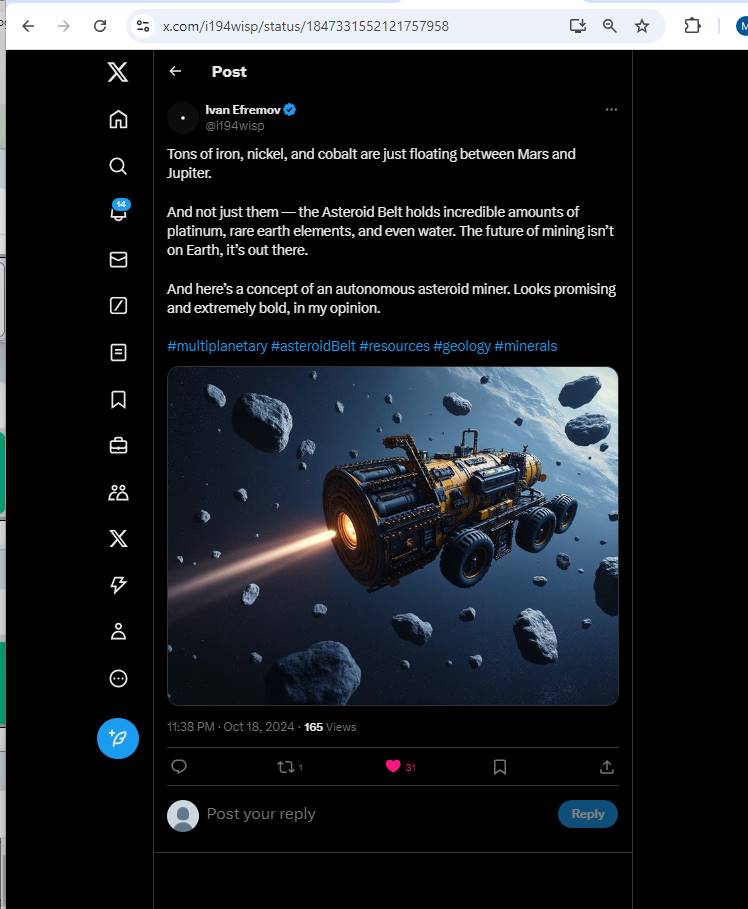 x.com/i194wisp/status/1847331552121757958
Post
Ivan Efremov
@i194wisp
Tons of iron, nickel, and cobalt are just floating between Mars and
Jupiter.
And not just them — the Asteroid Belt holds incredible amounts of
platinum, rare earth elements, and even water. The future of mining isn't
on Earth, it's out there.
And here's a concept of an autonomous asteroid miner. Looks promising
and extremely bold, in my opinion.
#multiplanetary #asteroidBelt #resources #geology #minerals
14
11:38 PM · Oct 18, 2024 · 165 Views
1
31
Post your reply
Reply